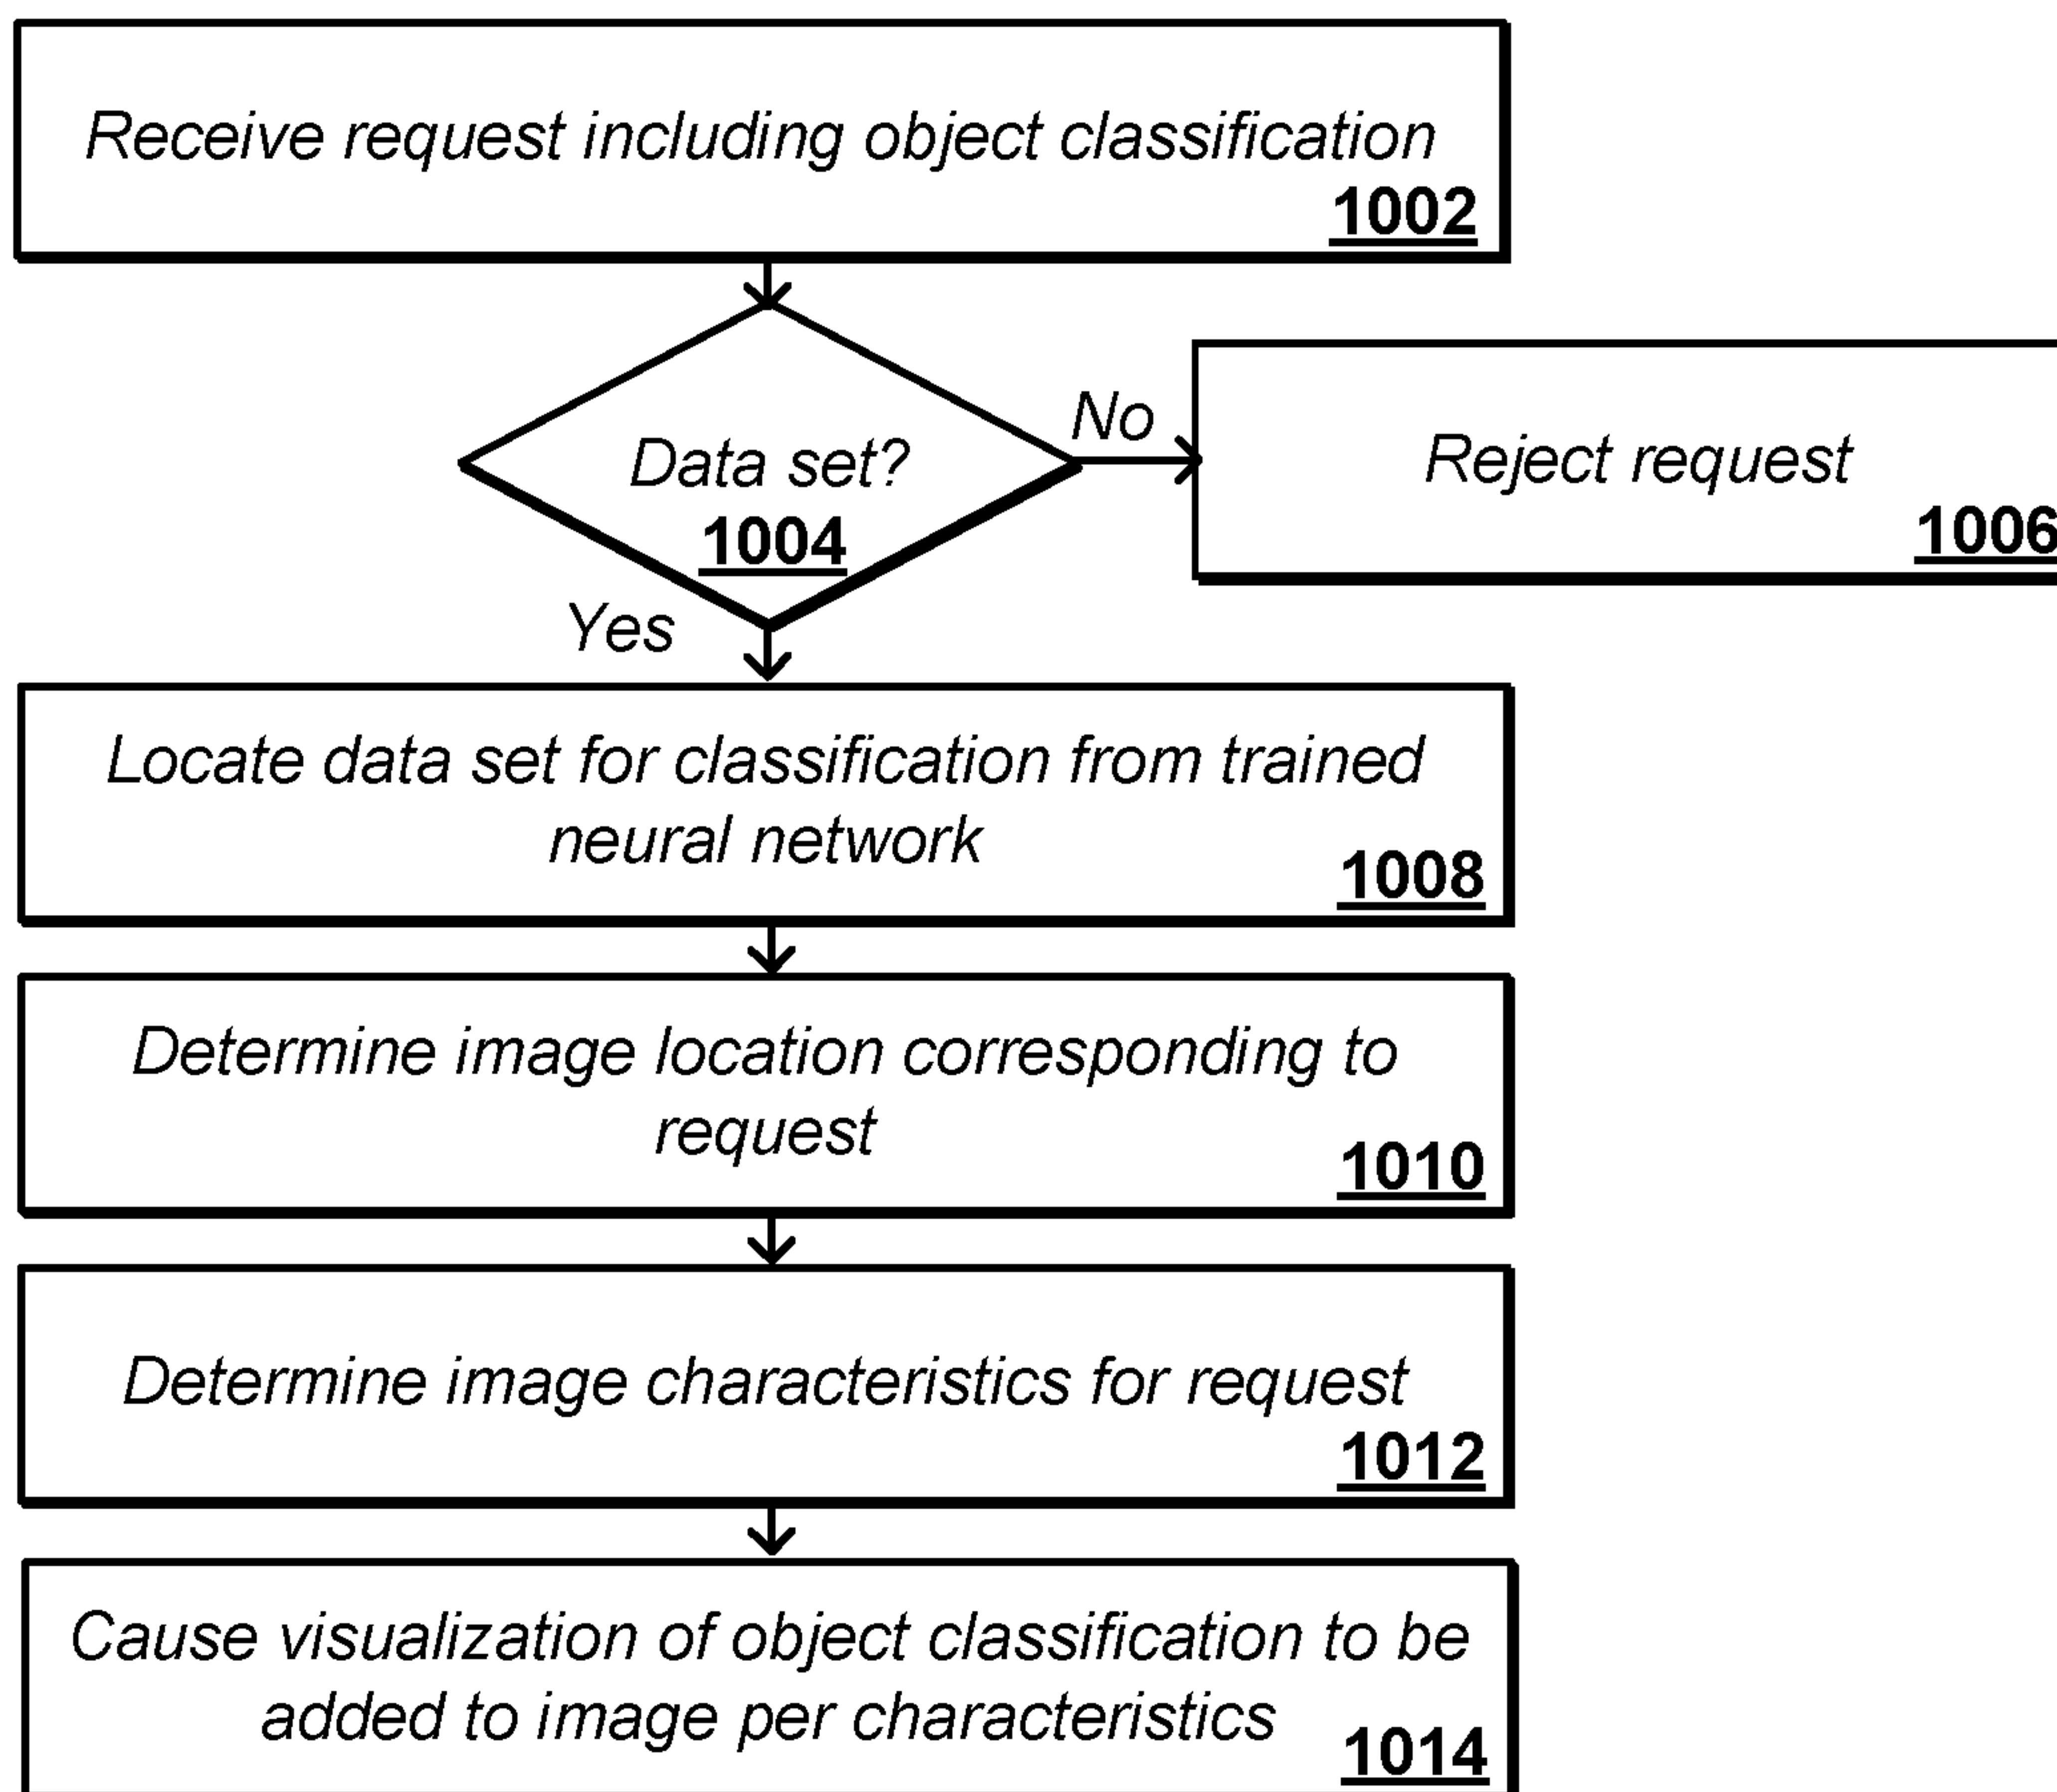 Receive request including object classification
1002
No
Data set?
1004
Reject request
1006
Yes
Locate data set for classification from trained
neural network
1008
Determine image location corresponding to
request
1010
Determine image characteristics for request
1012
Cause visualization of object classification to be
added to image per characteristics
1014